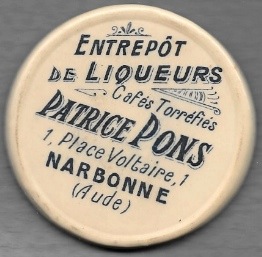 ENTREPÔT
DE LIQUEURS
Cafés Torréfiés
PATRICE PONS
1, Place Voltaire, 1
NARBONNE
(Aude)